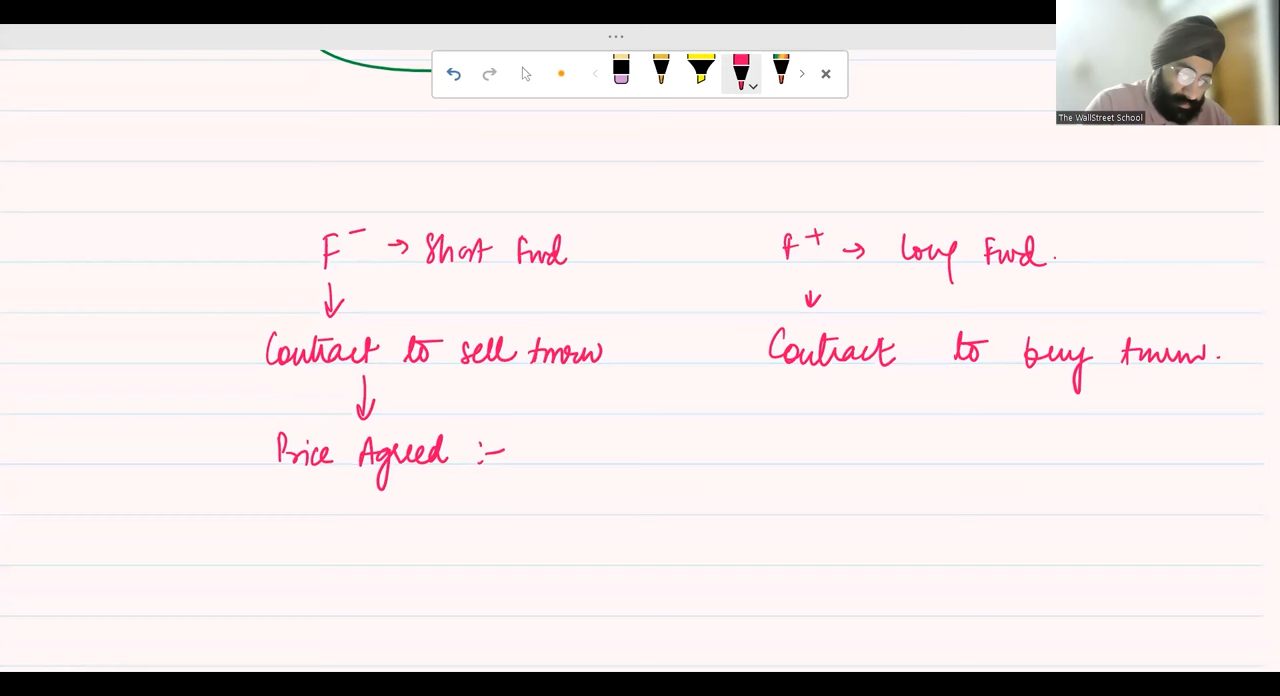 The WallStreet School
F⁻ → Short Fwd
F⁺ → Long Fwd.
↓
↓
Contract to sell tmrw
Contract to buy tmrw.
↓
Price Agreed :-